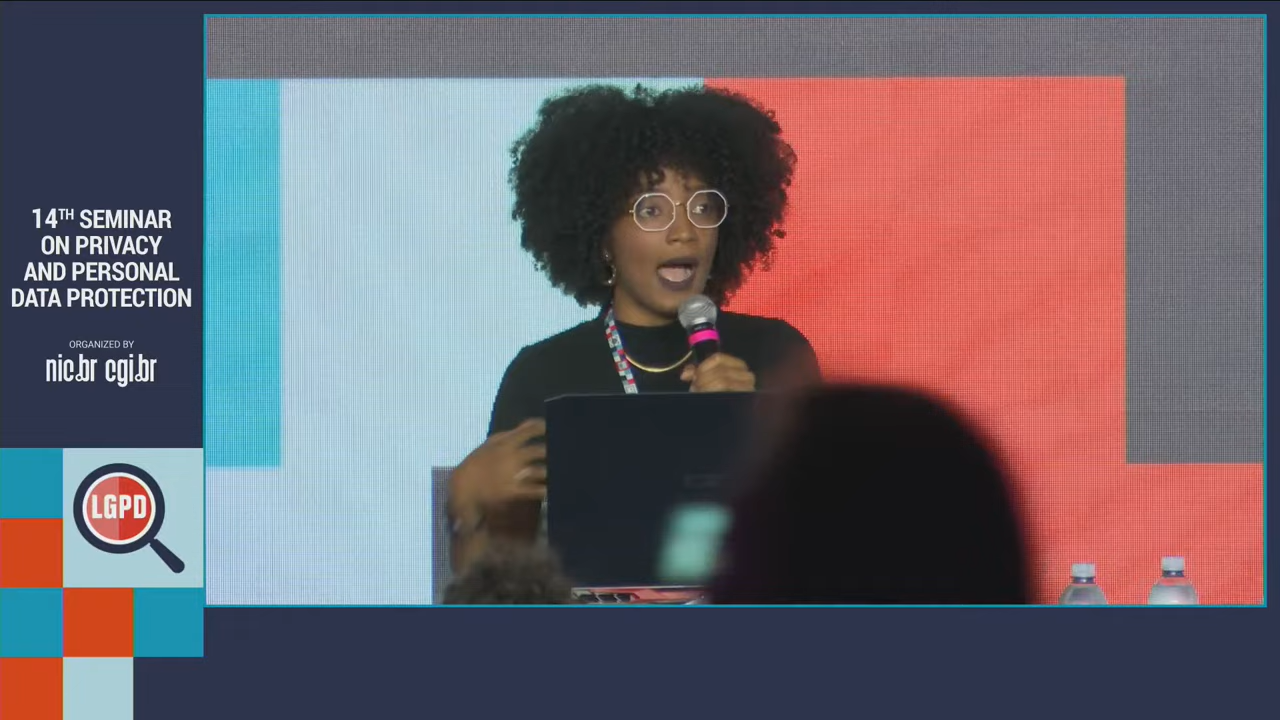 14TH SEMINAR
ON PRIVACY
AND PERSONAL
DATA PROTECTION
ORGANIZED BY
nic.br cgi.br
LGPD